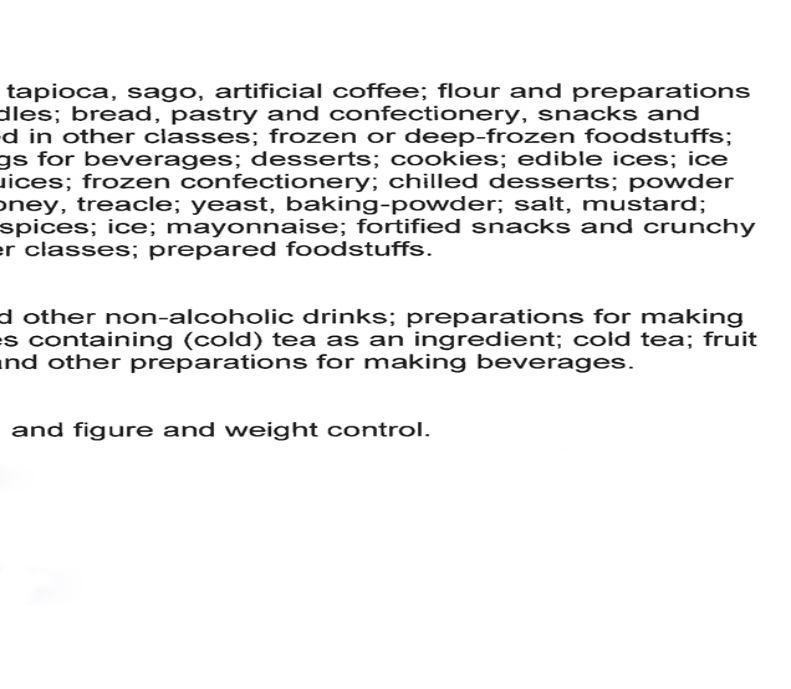 tapioca, sago, artificial coffee; flour and preparations
dles; bread, pastry and confectionery, snacks and
d in other classes; frozen or deep-frozen foodstuffs;
gs for beverages; desserts; cookies; edible ices; ice
uices; frozen confectionery; chilled desserts; powder
oney, treacle; yeast, baking-powder; salt, mustard;
spices; ice; mayonnaise; fortified snacks and crunchy
er classes; prepared foodstuffs.
d other non-alcoholic drinks; preparations for making
es containing (cold) tea as an ingredient; cold tea; fruit
and other preparations for making beverages.
and figure and weight control.